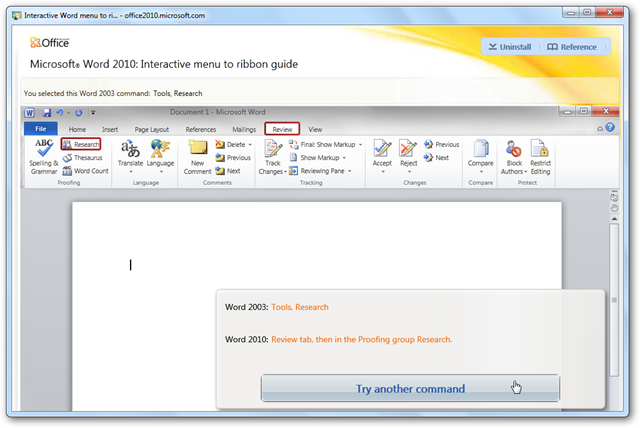 Interactive Word menu to ri... - office2010.microsoft.com
Microsoft
Office
Uninstall Reference
Microsoft® Word 2010: Interactive menu to ribbon guide
You selected this Word 2003 command: Tools, Research
W Document 1 - Microsoft Word
File Home Insert Page Layout References Mailings Review View
ABC Research Delete Final: Show Markup Previous
Thesaurus Previous Show Markup Next
Spelling & Grammar Word Count Translate Language New Comment Next Track Changes Reviewing Pane Accept Reject Compare Block Authors Restrict Editing
Proofing Language Comments Tracking Changes Compare Protect
Word 2003: Tools, Research
Word 2010: Review tab, then in the Proofing group Research.
Try another command